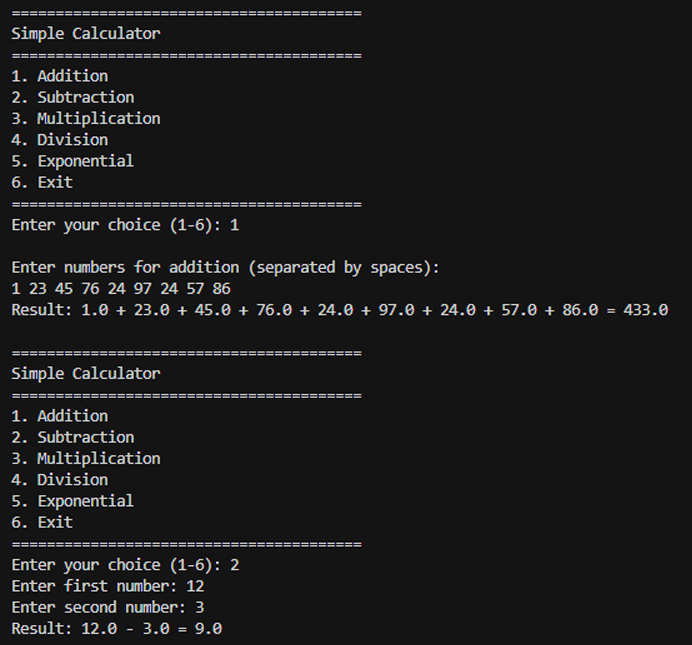 ========================================
Simple Calculator
========================================
1. Addition
2. Subtraction
3. Multiplication
4. Division
5. Exponential
6. Exit
========================================
Enter your choice (1-6): 1
Enter numbers for addition (separated by spaces):
1 23 45 76 24 97 24 57 86
Result: 1.0 + 23.0 + 45.0 + 76.0 + 24.0 + 97.0 + 24.0 + 57.0 + 86.0 = 433.0
========================================
Simple Calculator
========================================
1. Addition
2. Subtraction
3. Multiplication
4. Division
5. Exponential
6. Exit
========================================
Enter your choice (1-6): 2
Enter first number: 12
Enter second number: 3
Result: 12.0 - 3.0 = 9.0